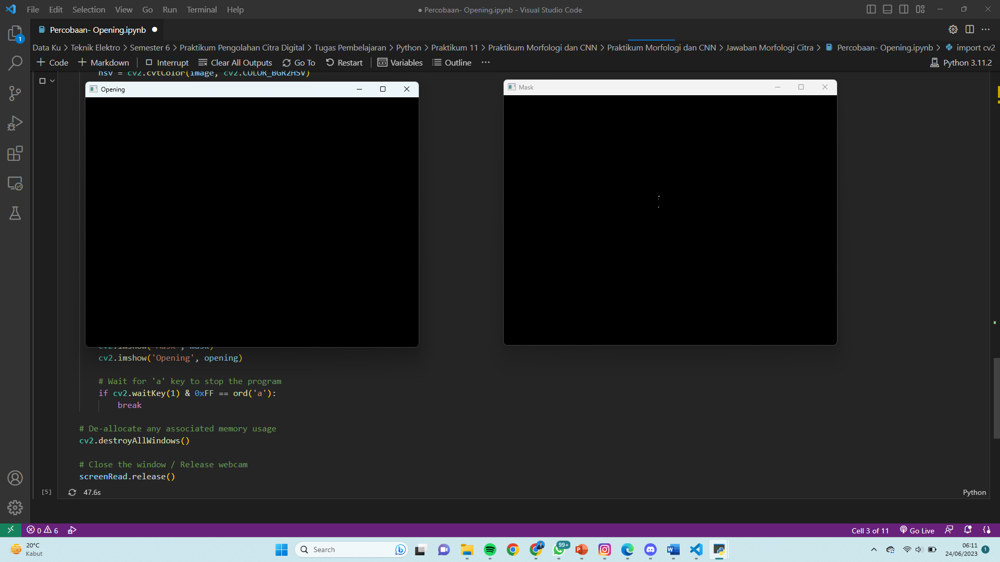 File Edit Selection View Go Run Terminal Help
● Percobaan- Opening.ipynb - Visual Studio Code
1
Percobaan- Opening.ipynb ●
Data Ku > Teknik Elektro > Semester 6 > Praktikum Pengolahan Citra Digital > Tugas Pembelajaran > Python > Praktikum 11 > Praktikum Morfologi dan CNN > Praktikum Morfologi dan CNN > Jawaban Morfologi Citra > Percobaan- Opening.ipynb > import cv2
+ Code + Markdown Interrupt Clear All Outputs Go To Restart Variables Outline ··· Python 3.11.2
hsv = cv2.cvtColor(image, cv2.COLOR_BGR2HSV)
Opening
Mask
cv2.imshow('Mask', mask)
cv2.imshow('Opening', opening)
# Wait for 'a' key to stop the program
if cv2.waitKey(1) & 0xFF == ord('a'):
break
# De-allocate any associated memory usage
cv2.destroyAllWindows()
# Close the window / Release webcam
screenRead.release()
[5] 47.6s Python
0 6 Cell 3 of 11 Go Live
20°C
Kabut
Search
99+
06:11
24/06/2023
1